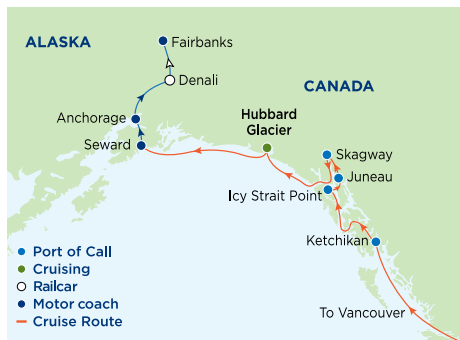 ALASKA
Fairbanks
Denali
CANADA
Anchorage
Hubbard
Glacier
Seward
Skagway
Juneau
Icy Strait Point
Ketchikan
To Vancouver
Port of Call
Cruising
Railcar
Motor coach
Cruise Route